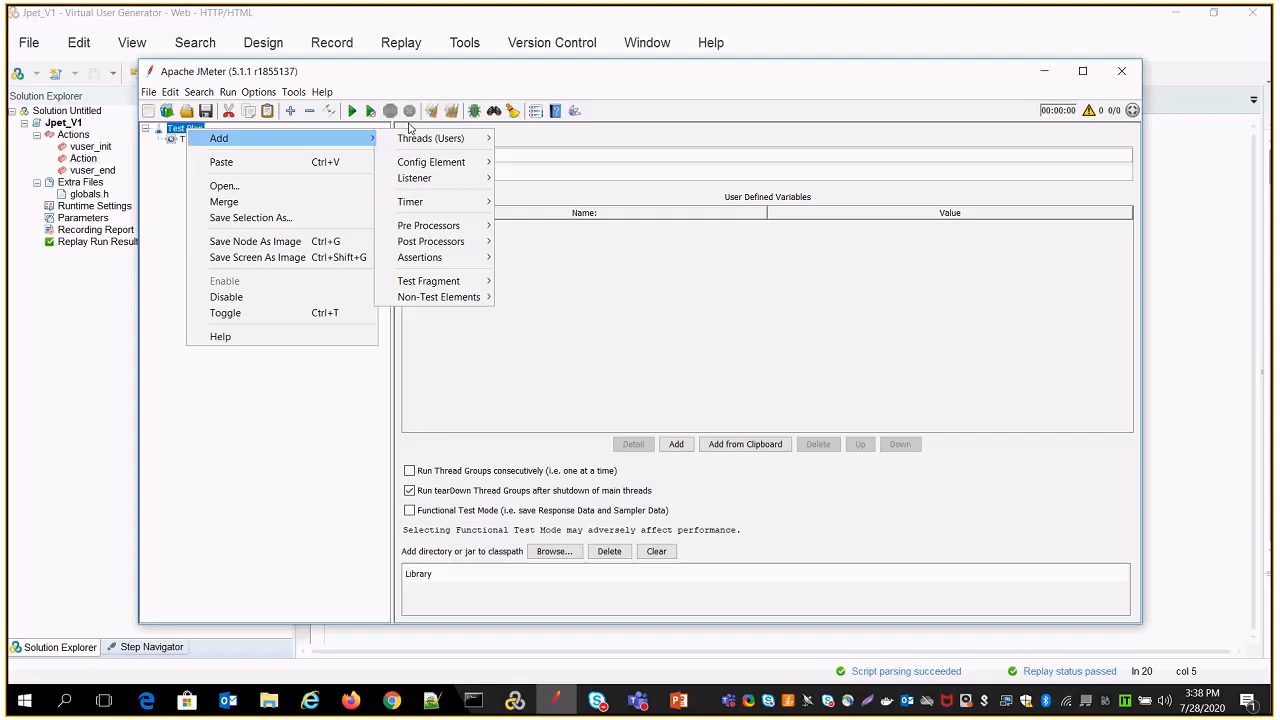 Jpet_V1 - Virtual User Generator - Web - HTTP/HTML
File Edit View Search Design Record Replay Tools Version Control Window Help
Apache JMeter (5.1.1 r1855137)
File Edit Search Run Options Tools Help
00:00:00 0 0/0
Solution Explorer
Solution Untitled
Jpet_V1
Actions
vuser_init
Action
vuser_end
Extra Files
globals.h
Runtime Settings
Parameters
Recording Report
Replay Run Result
Test Plan
T
Add
Paste Ctrl+V
Open...
Merge
Save Selection As...
Save Node As Image Ctrl+G
Save Screen As Image Ctrl+Shift+G
Enable
Disable
Toggle Ctrl+T
Help
Threads (Users)
Config Element
Listener
Timer
Pre Processors
Post Processors
Assertions
Test Fragment
Non-Test Elements
User Defined Variables
Name: Value
Detail Add Add from Clipboard Delete Up Down
Run Thread Groups consecutively (i.e. one at a time)
Run tearDown Thread Groups after shutdown of main threads
Functional Test Mode (i.e. save Response Data and Sampler Data)
Selecting Functional Test Mode may adversely affect performance.
Add directory or jar to classpath Browse... Delete Clear
Library
Solution Explorer Step Navigator
Script parsing succeeded Replay status passed ln 20 col 5
3:38 PM
7/28/2020